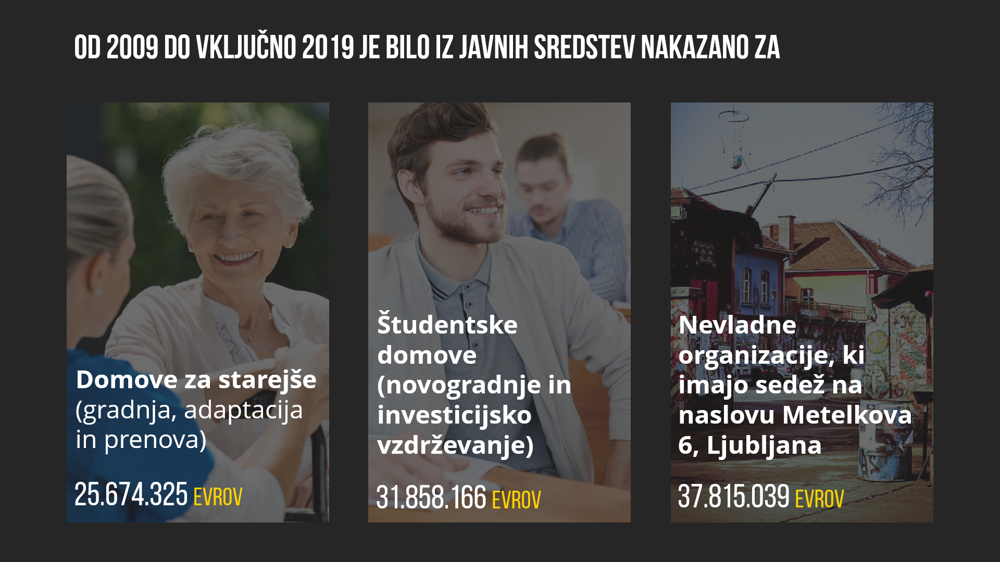 OD 2009 DO VKLJUČNO 2019 JE BILO IZ JAVNIH SREDSTEV NAKAZANO ZA
Domove za starejše
(gradnja, adaptacija
in prenova)
25.674.325 EVROV
Študentske
domove
(novogradnje in
investicijsko
vzdrževanje)
31.858.166 EVROV
Nevladne
organizacije, ki
imajo sedež na
naslovu Metelkova
6, Ljubljana
37.815.039 EVROV